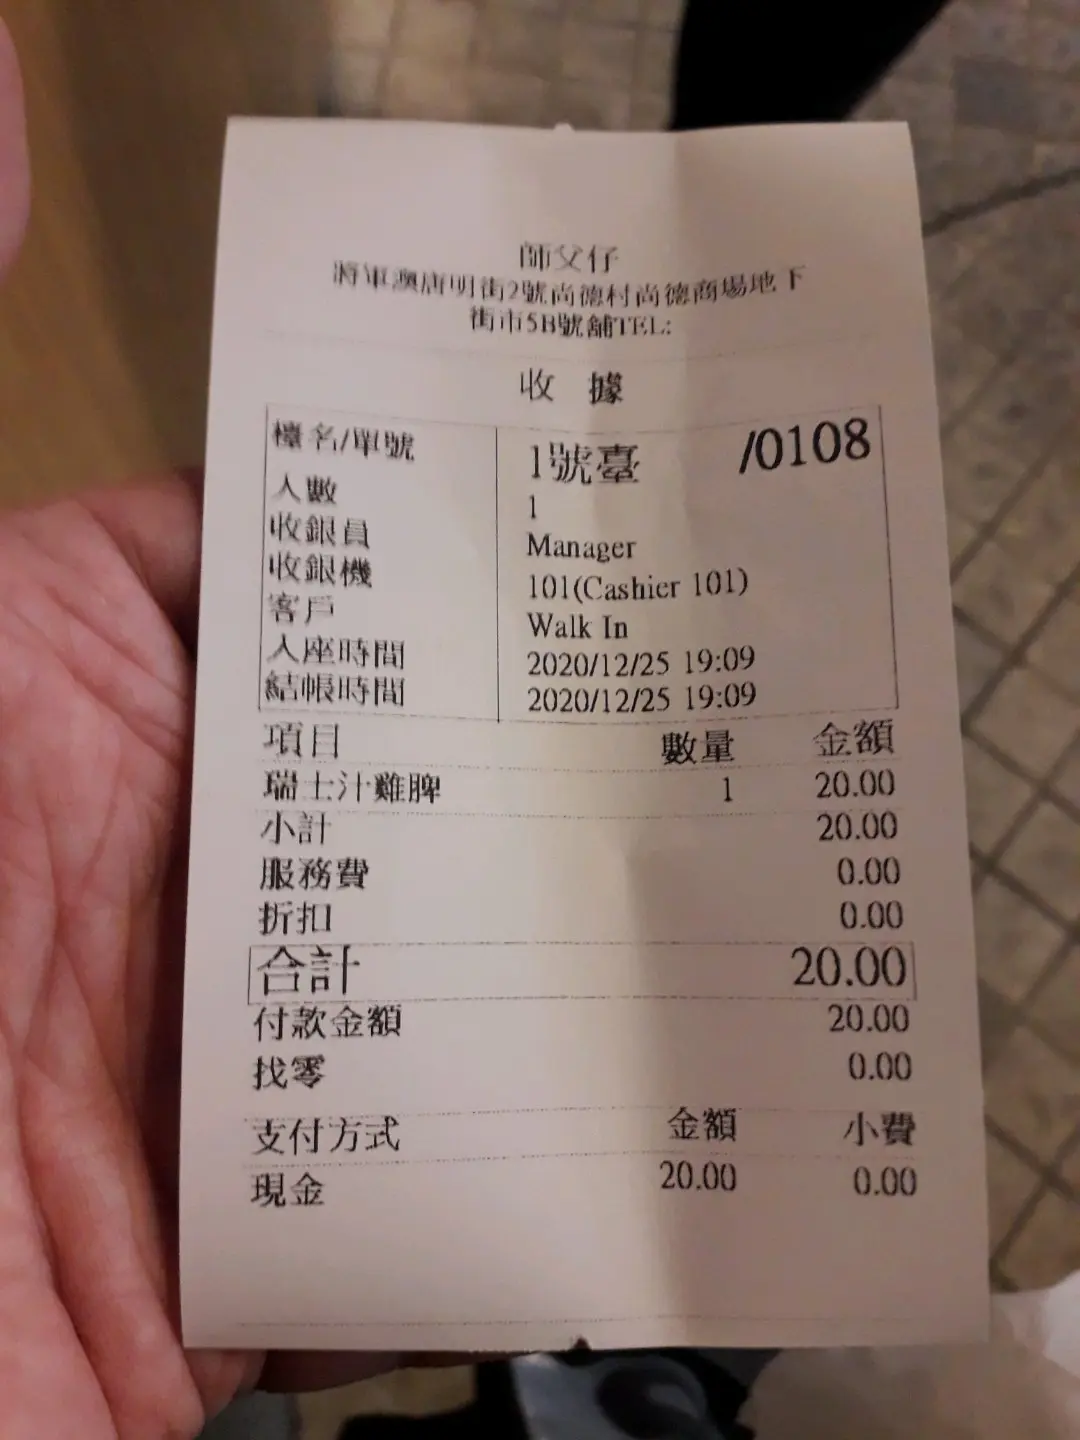 師父仔
將軍澳唐明街2號尚德村尚德商場地下
街市5B號舖TEL:
收 據
檯名/單號 1號臺 /0108
人數 1
收銀員 Manager
收銀機 101(Cashier 101)
客戶 Walk In
入座時間 2020/12/25 19:09
結帳時間 2020/12/25 19:09
項目 數量 金額
瑞士汁雞髀 1 20.00
小計 20.00
服務費 0.00
折扣 0.00
合計 20.00
付款金額 20.00
找零 0.00
支付方式 金額 小費
現金 20.00 0.00